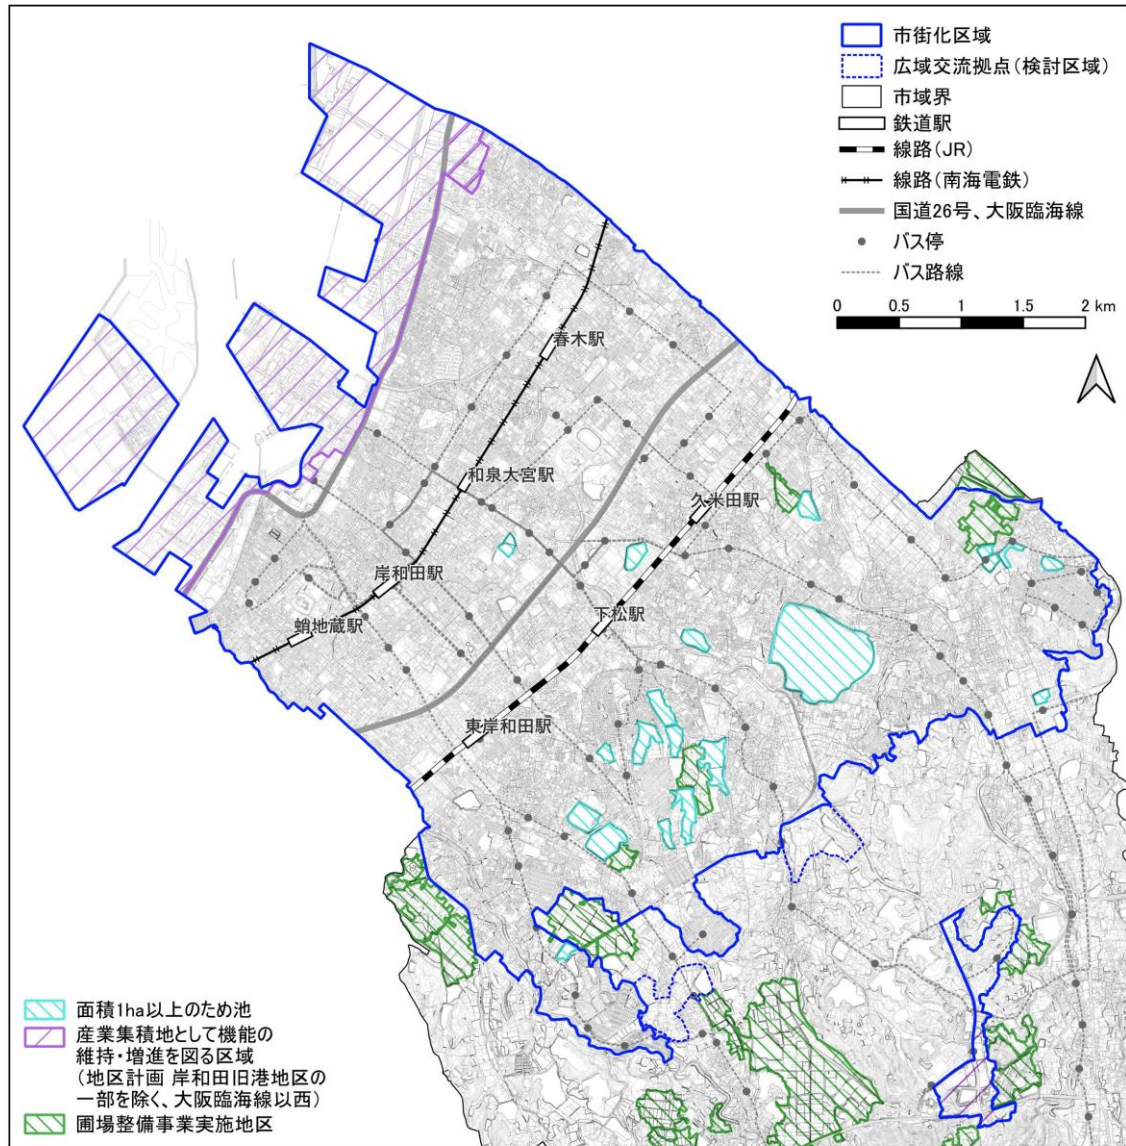 市街化区域
広域交流拠点(検討区域)
市域界
鉄道駅
線路(JR)
線路(南海電鉄)
国道26号、大阪臨海線
バス停
バス路線
0 0.5 1 1.5 2 km
春木駅
和泉大宮駅
久米田駅
岸和田駅
下松駅
蛸地蔵駅
東岸和田駅
面積1ha以上のため池
産業集積地として機能の
維持・増進を図る区域
(地区計画 岸和田旧港地区の
一部を除く、大阪臨海線以西)
圃場整備事業実施地区